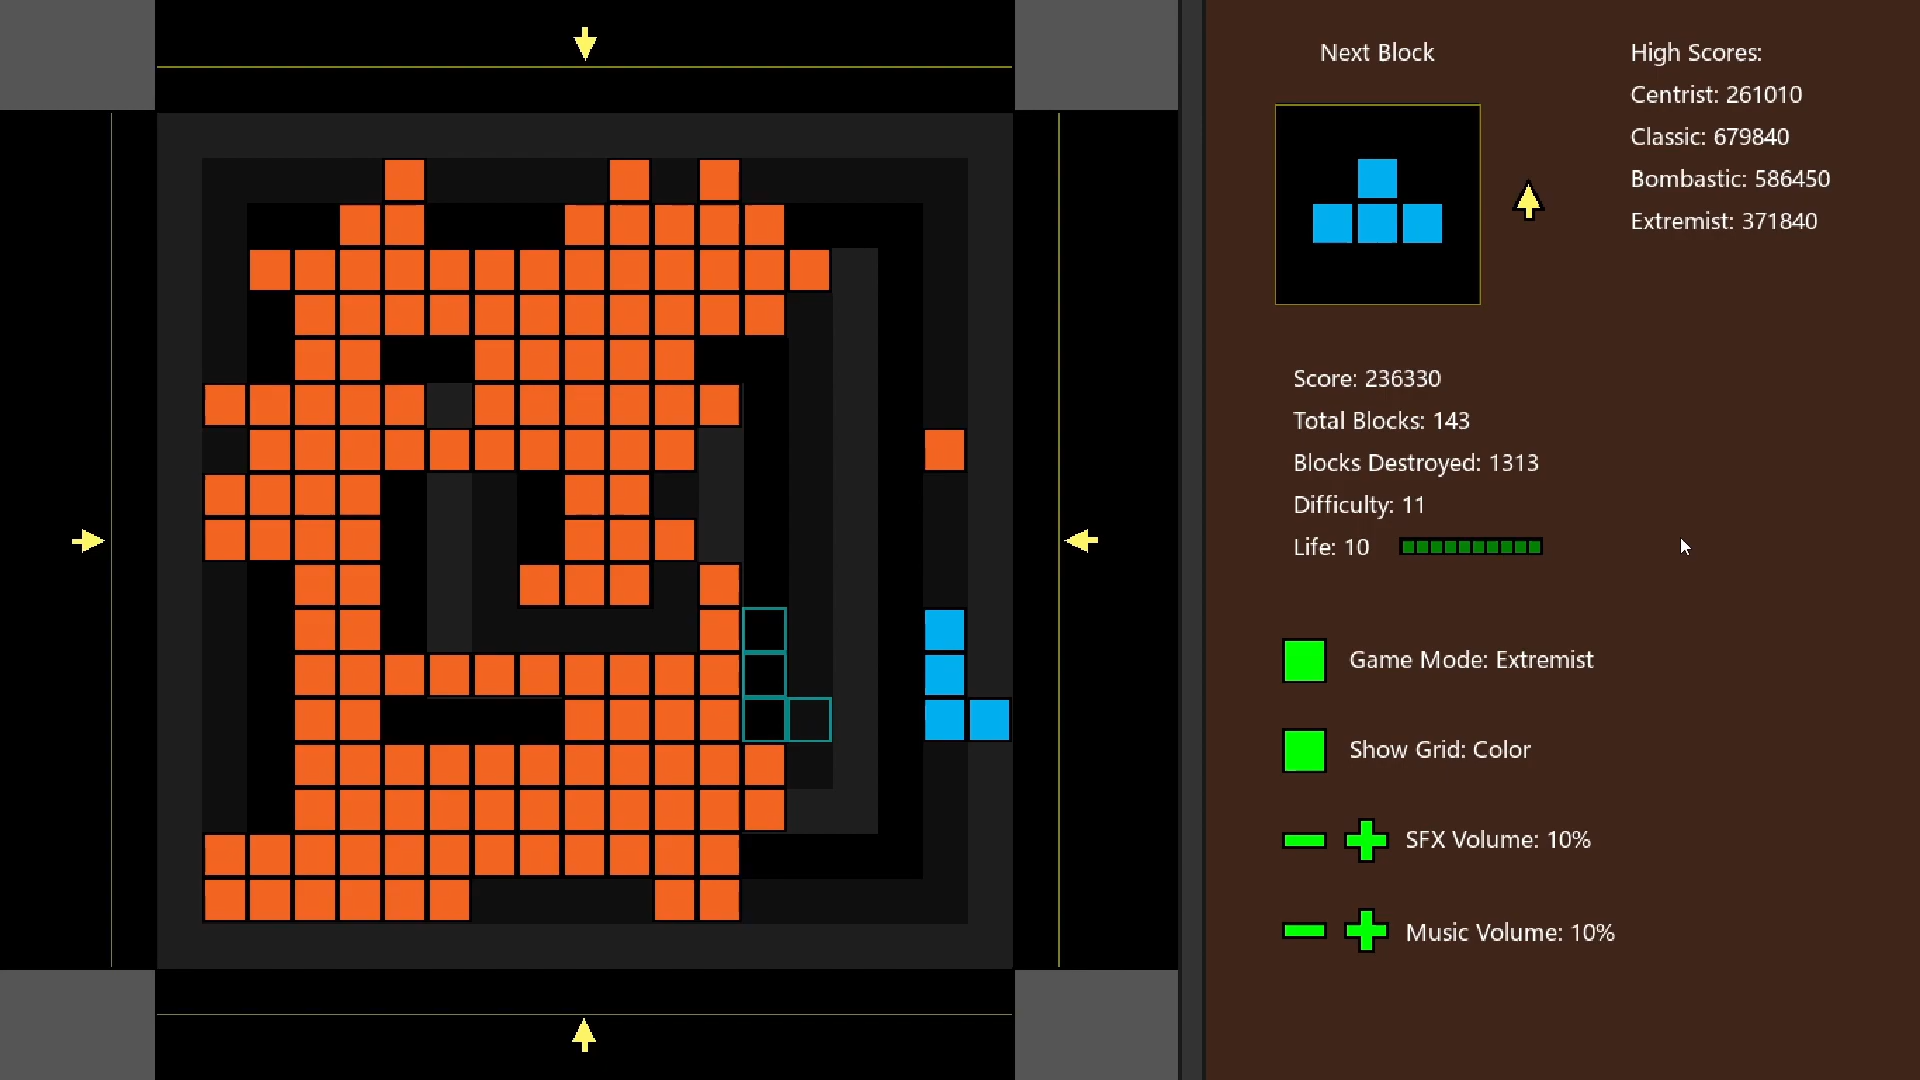 Next Block
High Scores:
Centrist: 261010
Classic: 679840
Bombastic: 586450
Extremist: 371840
Score: 236330
Total Blocks: 143
Blocks Destroyed: 1313
Difficulty: 11
Life: 10
Game Mode: Extremist
Show Grid: Color
SFX Volume: 10%
Music Volume: 10%